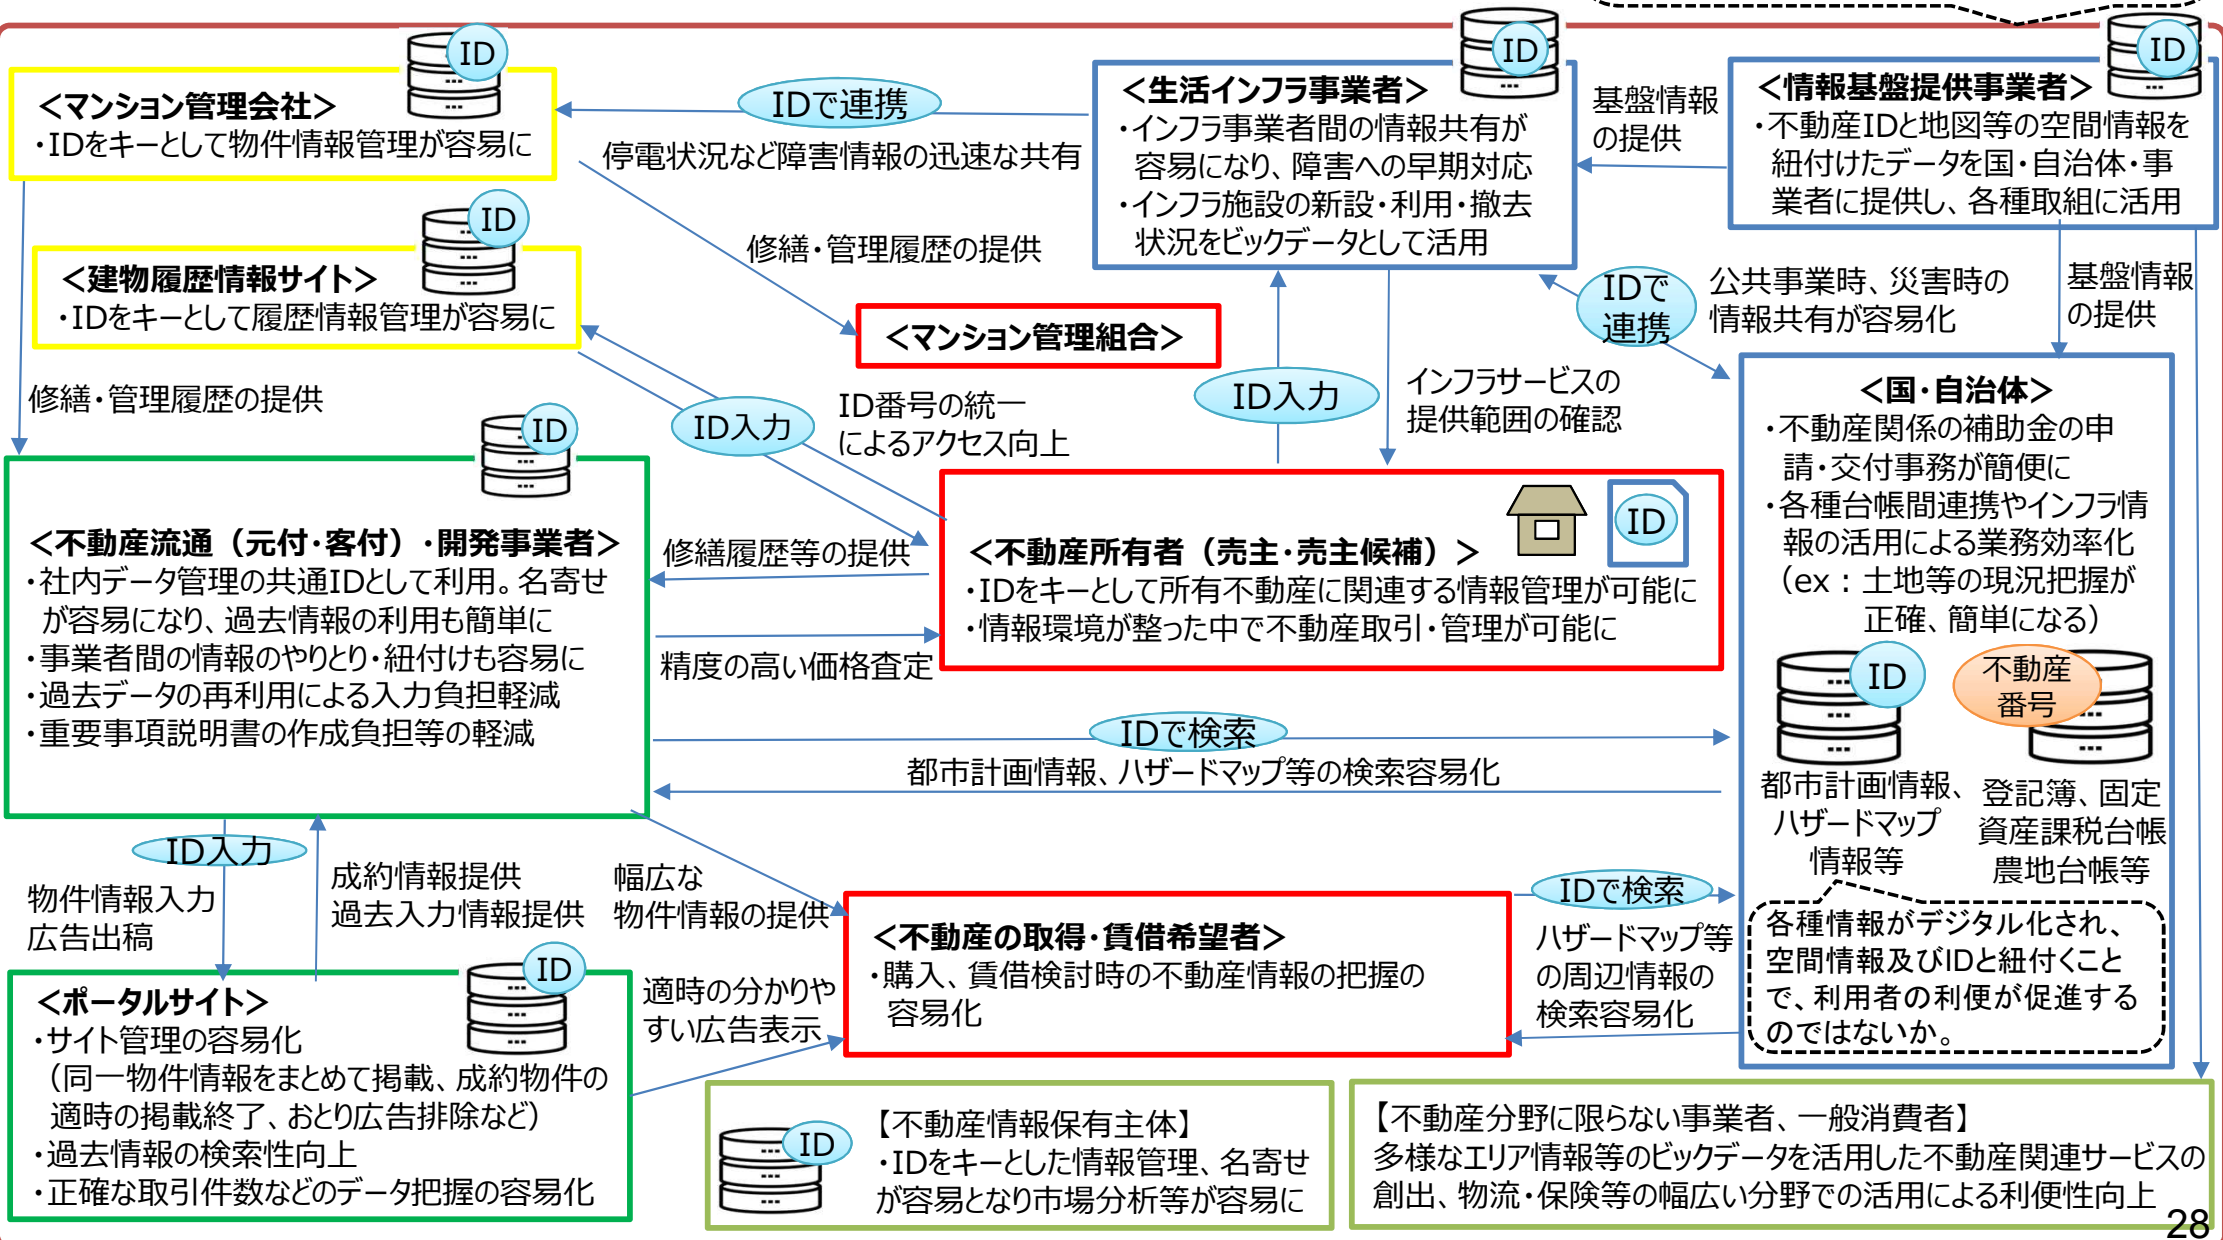 ID
<マンション管理会社>
・IDをキーとして物件情報管理が容易に
IDで連携
停電状況など障害情報の迅速な共有
ID
<生活インフラ事業者>
・インフラ事業者間の情報共有が
容易になり、障害への早期対応
・インフラ施設の新設・利用・撤去
状況をビックデータとして活用
基盤情報
の提供
ID
<情報基盤提供事業者>
・不動産IDと地図等の空間情報を
紐付けたデータを国・自治体・事
業者に提供し、各種取組に活用
ID
<建物履歴情報サイト>
・IDをキーとして履歴情報管理が容易に
修繕・管理履歴の提供
<マンション管理組合>
IDで
連携
公共事業時、災害時の
情報共有が容易化
基盤情報
の提供
修繕・管理履歴の提供
ID入力
ID番号の統一
によるアクセス向上
ID入力
インフラサービスの
提供範囲の確認
ID
<不動産流通(元付・客付)・開発事業者>
・社内データ管理の共通IDとして利用。名寄せ
が容易になり、過去情報の利用も簡単に
・事業者間の情報のやりとり・紐付けも容易に
・過去データの再利用による入力負担軽減
・重要事項説明書の作成負担等の軽減
修繕履歴等の提供
精度の高い価格査定
ID
<不動産所有者(売主・売主候補)>
・IDをキーとして所有不動産に関連する情報管理が可能に
・情報環境が整った中で不動産取引・管理が可能に
<国・自治体>
・不動産関係の補助金の申
請・交付事務が簡便に
・各種台帳間連携やインフラ情
報の活用による業務効率化
(ex:土地等の現況把握が
正確、簡単になる)
ID
不動産
番号
都市計画情報、
ハザードマップ
情報等
登記簿、固定
資産課税台帳
農地台帳等
各種情報がデジタル化され、
空間情報及びIDと紐付くこと
で、利用者の利便が促進する
のではないか。
IDで検索
都市計画情報、ハザードマップ等の検索容易化
ID入力
物件情報入力
広告出稿
成約情報提供
過去入力情報提供
幅広な
物件情報の提供
<不動産の取得・賃借希望者>
・購入、賃借検討時の不動産情報の把握の
容易化
IDで検索
ハザードマップ等
の周辺情報の
検索容易化
ID
<ポータルサイト>
・サイト管理の容易化
(同一物件情報をまとめて掲載、成約物件の
適時の掲載終了、おとり広告排除など)
・過去情報の検索性向上
・正確な取引件数などのデータ把握の容易化
適時の分かりや
すい広告表示
ID
【不動産情報保有主体】
・IDをキーとした情報管理、名寄せ
が容易となり市場分析等が容易に
【不動産分野に限らない事業者、一般消費者】
多様なエリア情報等のビックデータを活用した不動産関連サービスの
創出、物流・保険等の幅広い分野での活用による利便性向上
28